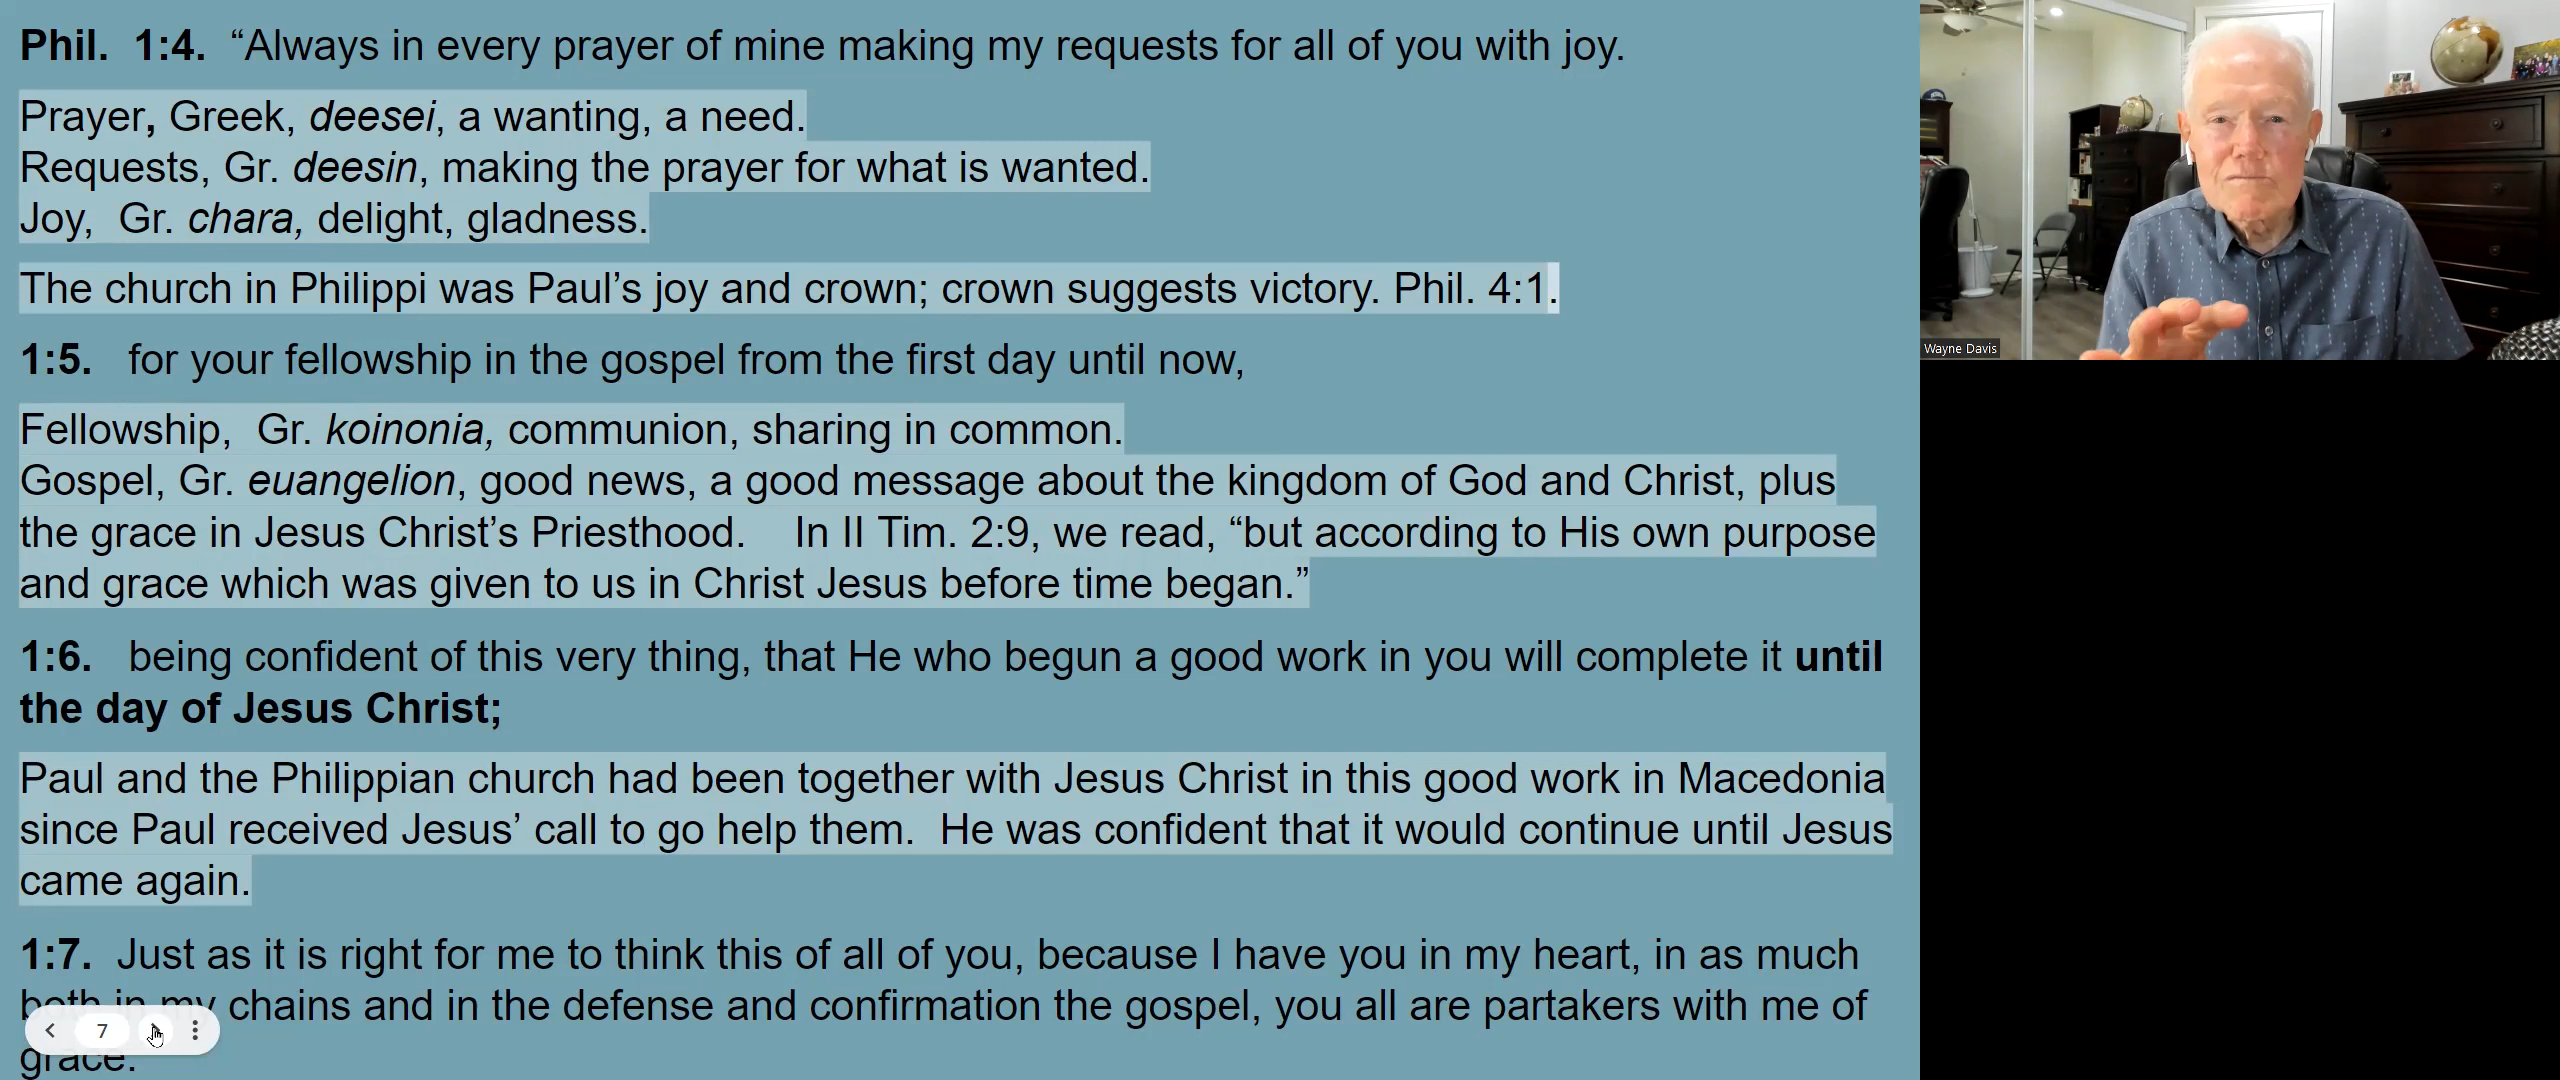 Phil. 1:4. “Always in every prayer of mine making my requests for all of you with joy.
Prayer, Greek, deesei, a wanting, a need.
Requests, Gr. deesin, making the prayer for what is wanted.
Joy, Gr. chara, delight, gladness.
The church in Philippi was Paul’s joy and crown; crown suggests victory. Phil. 4:1.
1:5. for your fellowship in the gospel from the first day until now,
Fellowship, Gr. koinonia, communion, sharing in common.
Gospel, Gr. euangelion, good news, a good message about the kingdom of God and Christ, plus
the grace in Jesus Christ’s Priesthood. In II Tim. 2:9, we read, “but according to His own purpose
and grace which was given to us in Christ Jesus before time began.”
1:6. being confident of this very thing, that He who begun a good work in you will complete it until
the day of Jesus Christ;
Paul and the Philippian church had been together with Jesus Christ in this good work in Macedonia
since Paul received Jesus’ call to go help them. He was confident that it would continue until Jesus
came again.
1:7. Just as it is right for me to think this of all of you, because I have you in my heart, in as much
both in my chains and in the defense and confirmation the gospel, you all are partakers with me of
grace.
7
Wayne Davis